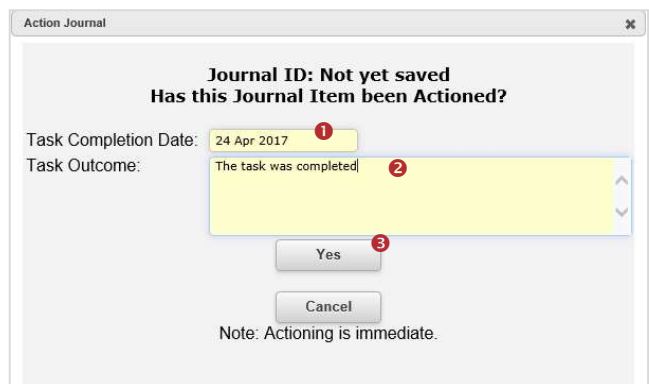 Action Journal
Journal ID: Not yet saved
Has this Journal Item been Actioned?
Task Completion Date: 24 Apr 2017 1
Task Outcome: The task was completed 2
Yes 3
Cancel
Note: Actioning is immediate.